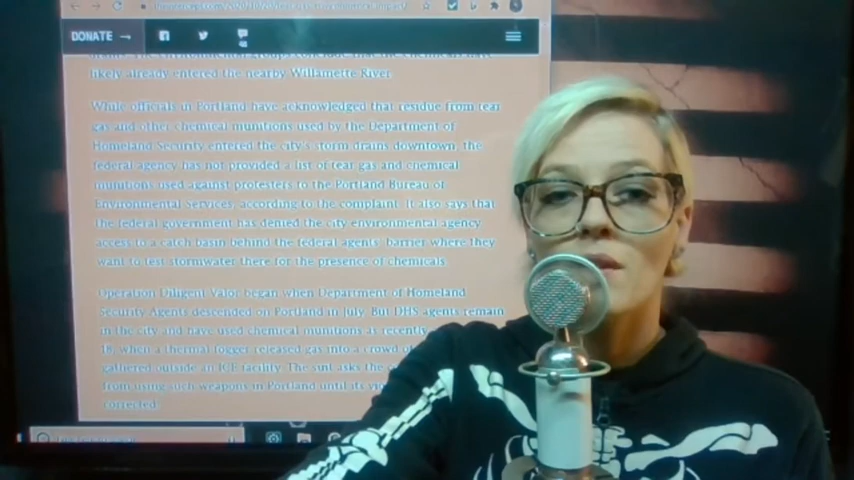 DONATE →
likely already entered the nearby Willamette River.
While officials in Portland have acknowledged that residue from tear
gas and other chemical munitions used by the Department of
Homeland Security entered the city's storm drains downtown, the
federal agency has not provided a list of tear gas and chemical
munitions used against protesters to the Portland Bureau of
Environmental Services, according to the complaint. It also says that
the federal government has denied the city environmental agency
access to a catch basin behind the federal agents' barrier where they
want to test stormwater there for the presence of chemicals.
Operation Diligent Valor began when Department of Homeland
Security Agents descended on Portland in July. But DHS agents remain
in the city and have used chemical munitions as recently
18, when a thermal fogger released gas into a crowd of
gathered outside an ICE facility. The suit asks the
from using such weapons in Portland until its
corrected.